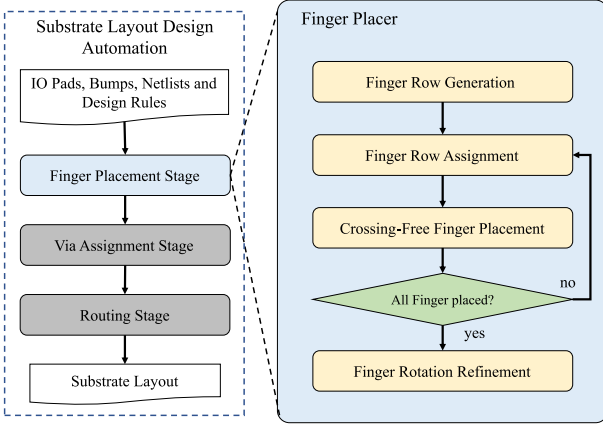 Substrate Layout Design
Automation
IO Pads, Bumps, Netlists and
Design Rules
Finger Placement Stage
Via Assignment Stage
Routing Stage
Substrate Layout
Finger Placer
Finger Row Generation
Finger Row Assignment
Crossing-Free Finger Placement
All Finger placed?
no
yes
Finger Rotation Refinement